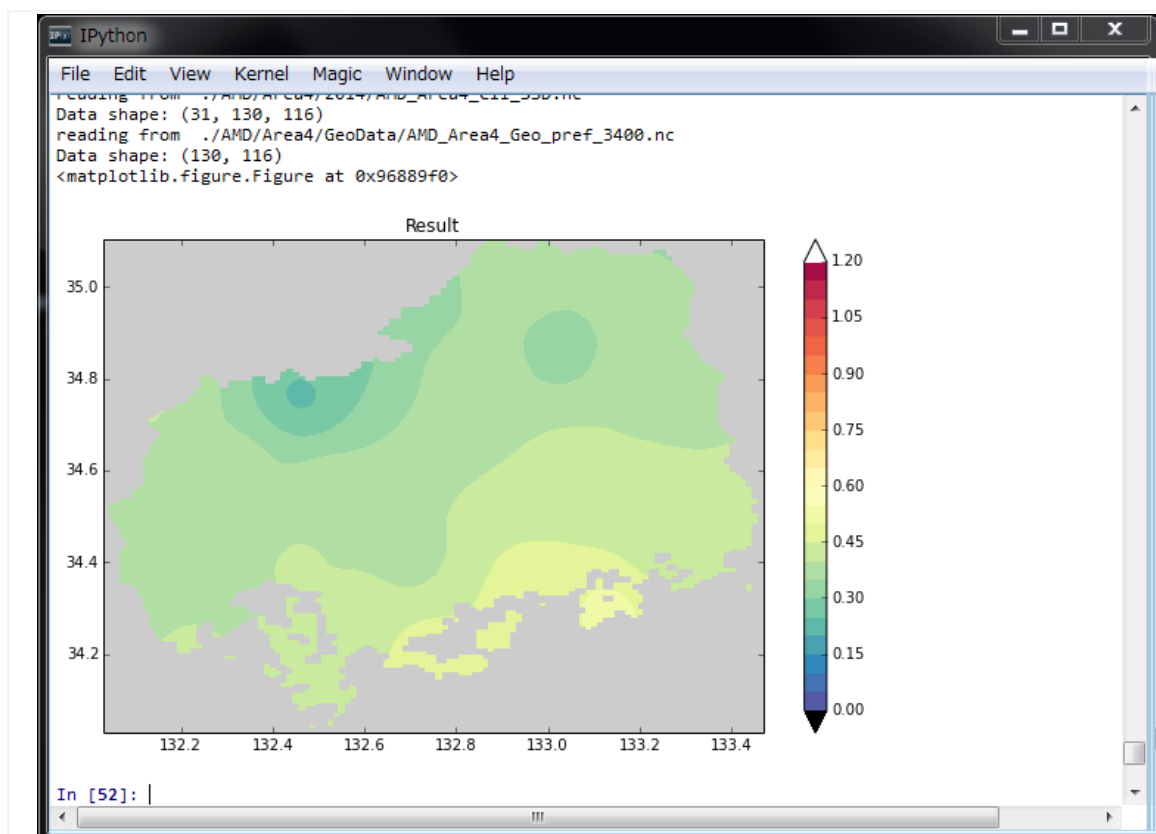 IPython
File Edit View Kernel Magic Window Help
Data shape: (31, 130, 116)
reading from ./AMD/Area4/GeoData/AMD_Area4_Geo_pref_3400.nc
Data shape: (130, 116)
<matplotlib.figure.Figure at 0x96889f0>
Result
35.0
34.8
34.6
34.4
34.2
132.2 132.4 132.6 132.8 133.0 133.2 133.4
1.20
1.05
0.90
0.75
0.60
0.45
0.30
0.15
0.00
In [52]: